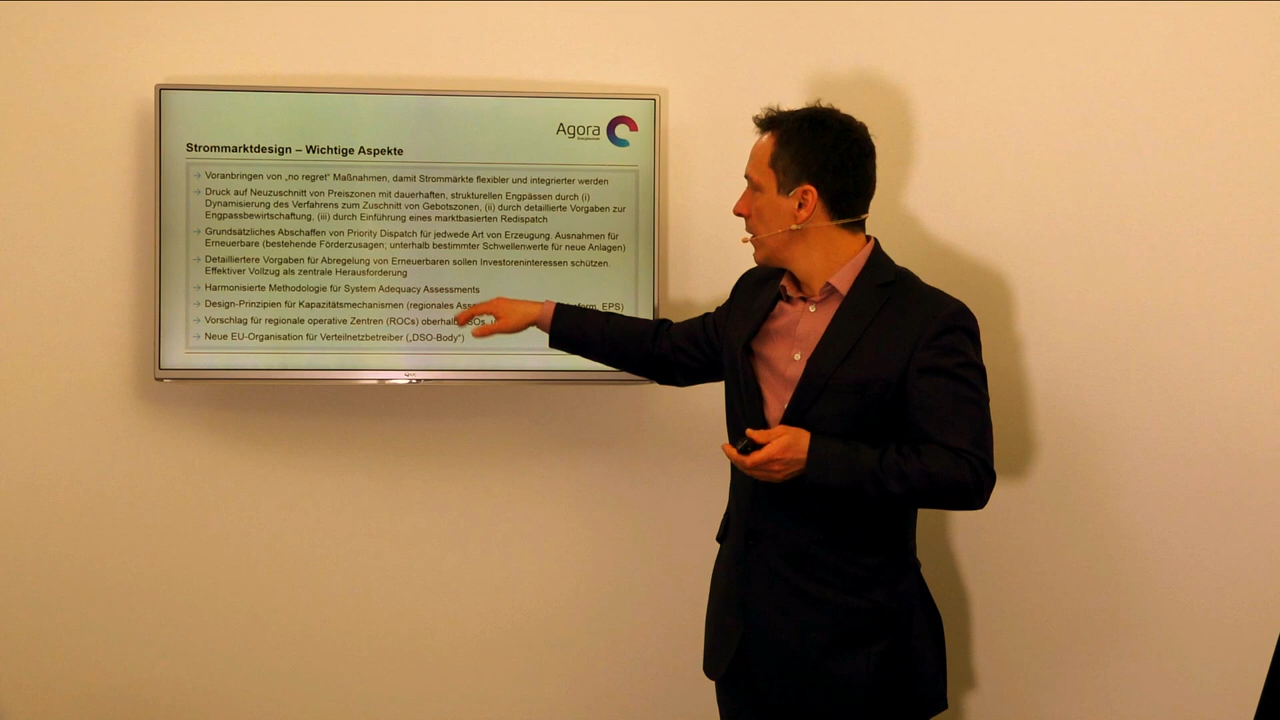 Agora
Energiewende
Strommarktdesign – Wichtige Aspekte
→ Voranbringen von „no regret" Maßnahmen, damit Strommärkte flexibler und integrierter werden
→ Druck auf Neuzuschnitt von Preiszonen mit dauerhaften, strukturellen Engpässen durch (i)
Dynamisierung des Verfahrens zum Zuschnitt von Gebotszonen, (ii) durch detaillierte Vorgaben zur
Engpassbewirtschaftung, (iii) durch Einführung eines marktbasierten Redispatch
→ Grundsätzliches Abschaffen von Priority Dispatch für jedwede Art von Erzeugung. Ausnahmen für
Erneuerbare (bestehende Förderzusagen; unterhalb bestimmter Schwellenwerte für neue Anlagen)
→ Detailliertere Vorgaben für Abregelung von Erneuerbaren sollen Investoreninteressen schützen.
Effektiver Vollzug als zentrale Herausforderung
→ Harmonisierte Methodologie für System Adequacy Assessments
→ Design-Prinzipien für Kapazitätsmechanismen (regionales EPS)
→ Vorschlag für regionale operative Zentren (ROCs) oberhalb
→ Neue EU-Organisation für Verteilnetzbetreiber („DSO-Body")